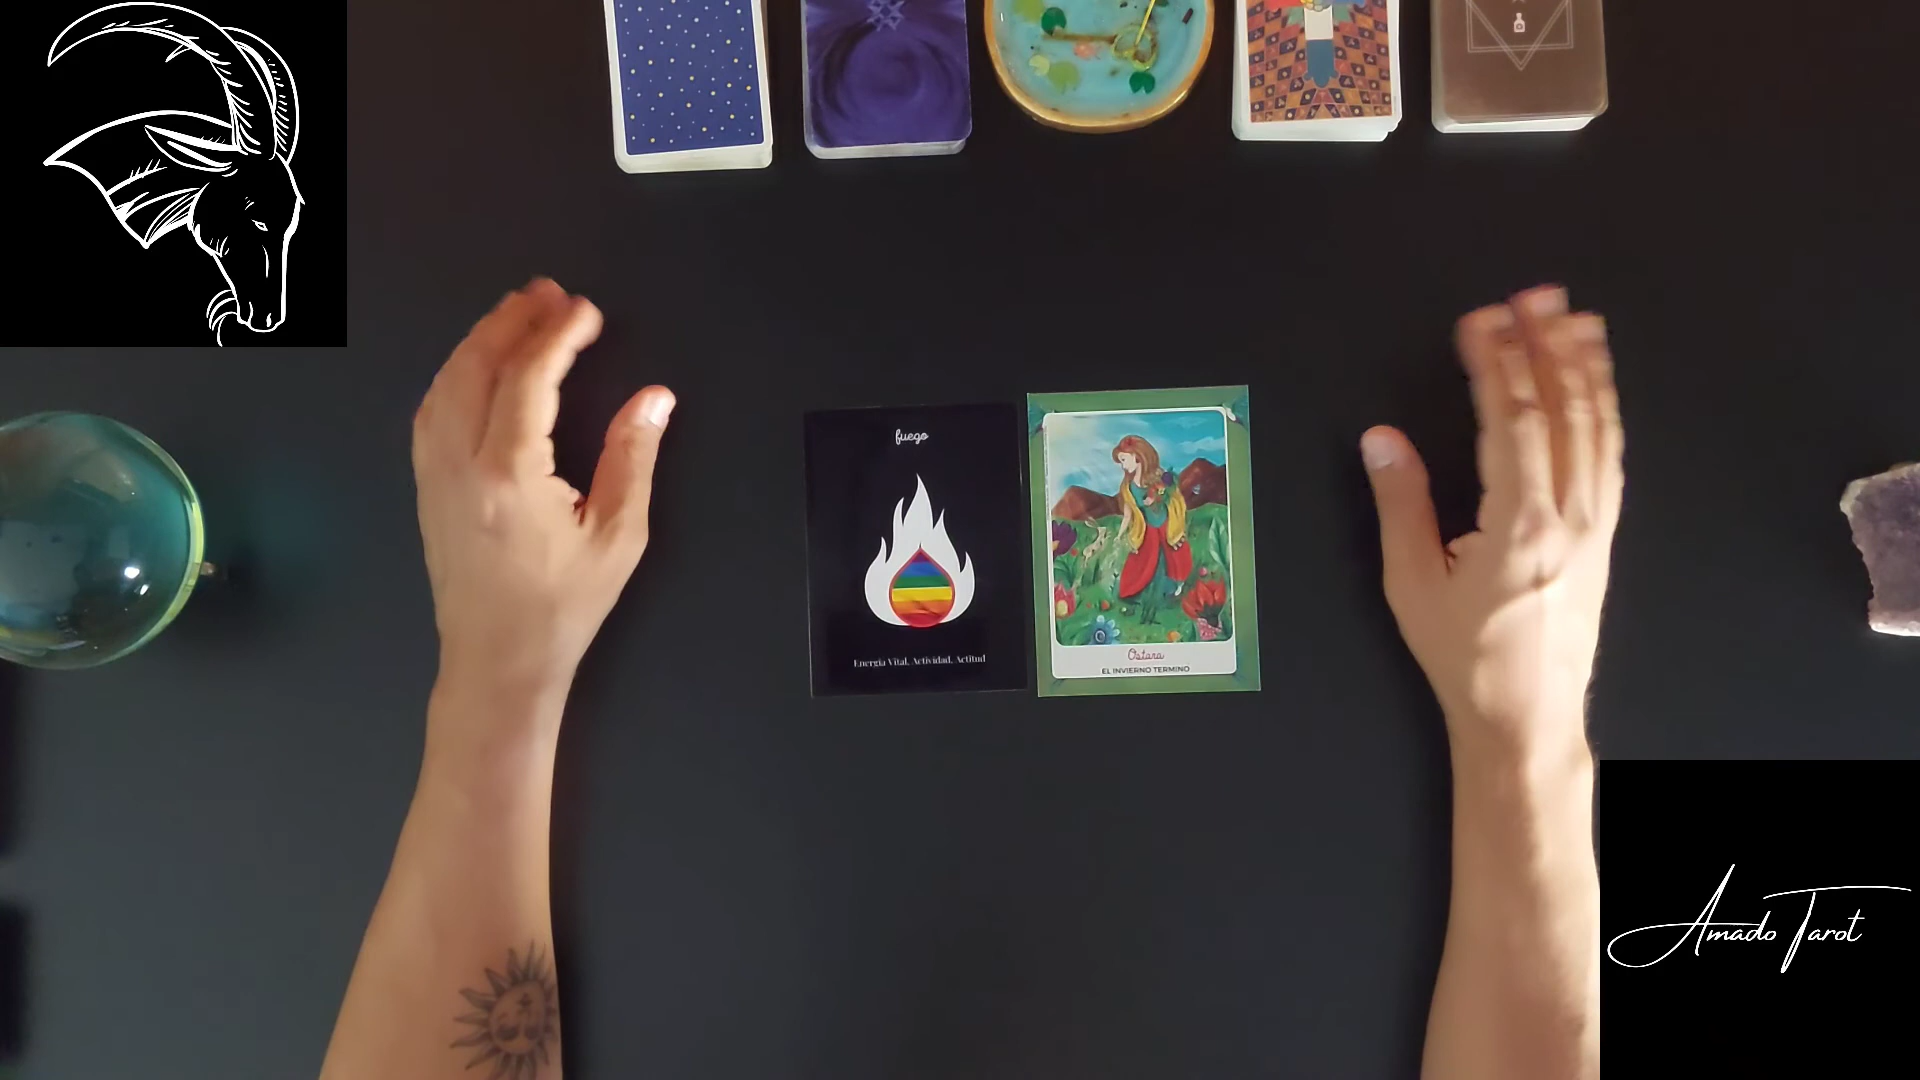 fuego
Energía Vital, Actividad, Actitud
Ostara
EL INVIERNO TERMINO
Amado Tarot